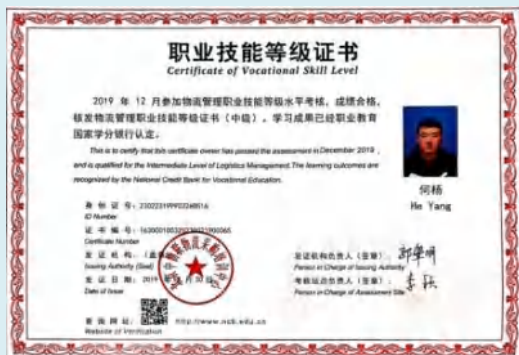 职业技能等级证书
Certificate of Vocational Skill Level
2019 年 12 月参加物流管理职业技能等级水平考核，成绩合格，
核发物流管理职业技能等级证书（中级）。学习成果已经职业教育
国家学分银行认定。
This is to certify that this certificate owner has passed the assessment in December 2019 ,
and is qualified for the Intermediate Level of Logistics Management. The learning outcomes are
recognized by the National Credit Bank for Vocational Education.
何杨
He Yang
身 份 证 号：
ID Number
证 书 编 号：
Certificate Number
发 证 机 构：
Issuing Authority (Seal)
发 证 日 期：2019
Date of Issue
发证机构负责人（签章）：
Person in Charge of Issuing Authority
考核站点负责人（签章）：
Person in Charge of Assessment Site
查 询 网 址： http://www.ncb.edu.cn
Website of Verification